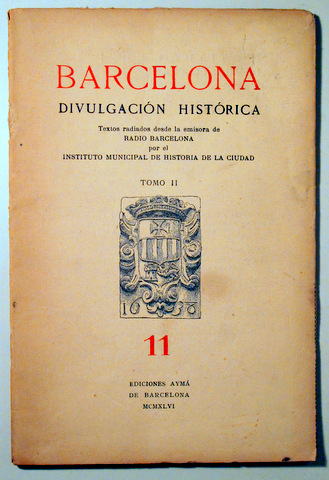 BARCELONA
DIVULGACIÓN HISTÓRICA
Textos radiados desde la emisora de
RADIO BARCELONA
por el
INSTITUTO MUNICIPAL DE HISTORIA DE LA CIUDAD
TOMO II
1636
11
EDICIONES AYMÁ
DE BARCELONA
MCMXLVI